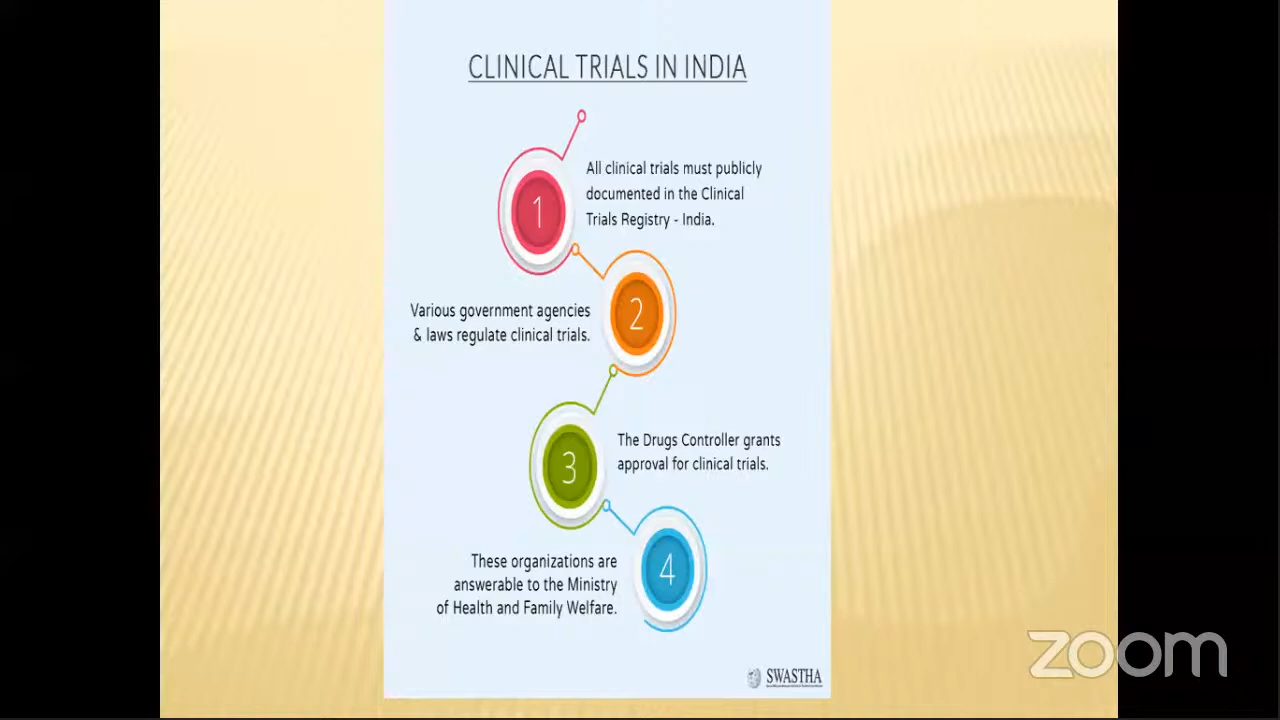 CLINICAL TRIALS IN INDIA
1
All clinical trials must publicly
documented in the Clinical
Trials Registry - India.
2
Various government agencies
& laws regulate clinical trials.
3
The Drugs Controller grants
approval for clinical trials.
4
These organizations are
answerable to the Ministry
of Health and Family Welfare.
SWASTHA
zoom